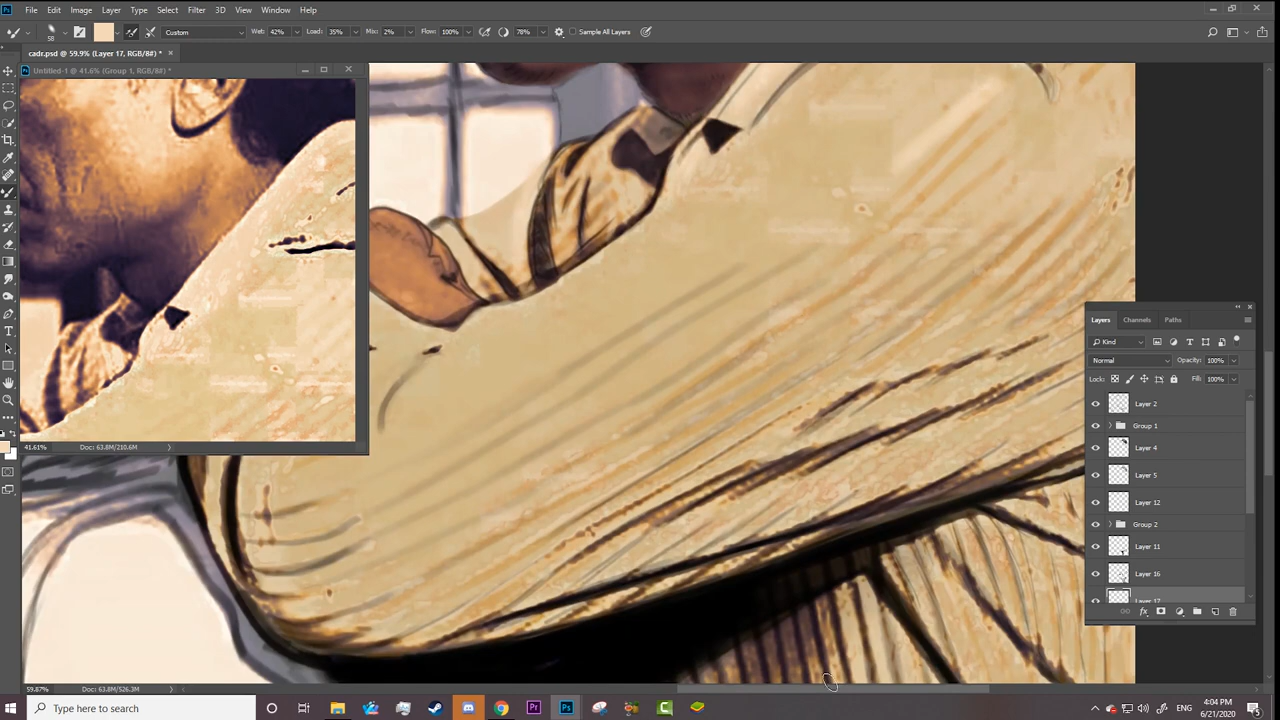 File Edit Image Layer Type Select Filter 3D View Window Help
58 Custom Wet: 42% Load: 35% Mix: 2% Flow: 100% 78% Sample All Layers
cadr.psd @ 59.9% (Layer 17, RGB/8#) *
Untitled-1 @ 41.6% (Group 1, RGB/8#) *
Layers Channels Paths
Kind
Normal Opacity: 100%
Lock: Fill: 100%
Layer 2
Group 1
Layer 4
Layer 5
Layer 12
Group 2
Layer 11
Layer 16
Layer 17
41.61% Doc: 63.8M/210.6M
59.87% Doc: 63.8M/526.3M
Type here to search
ENG
4:04 PM
6/21/2020
5